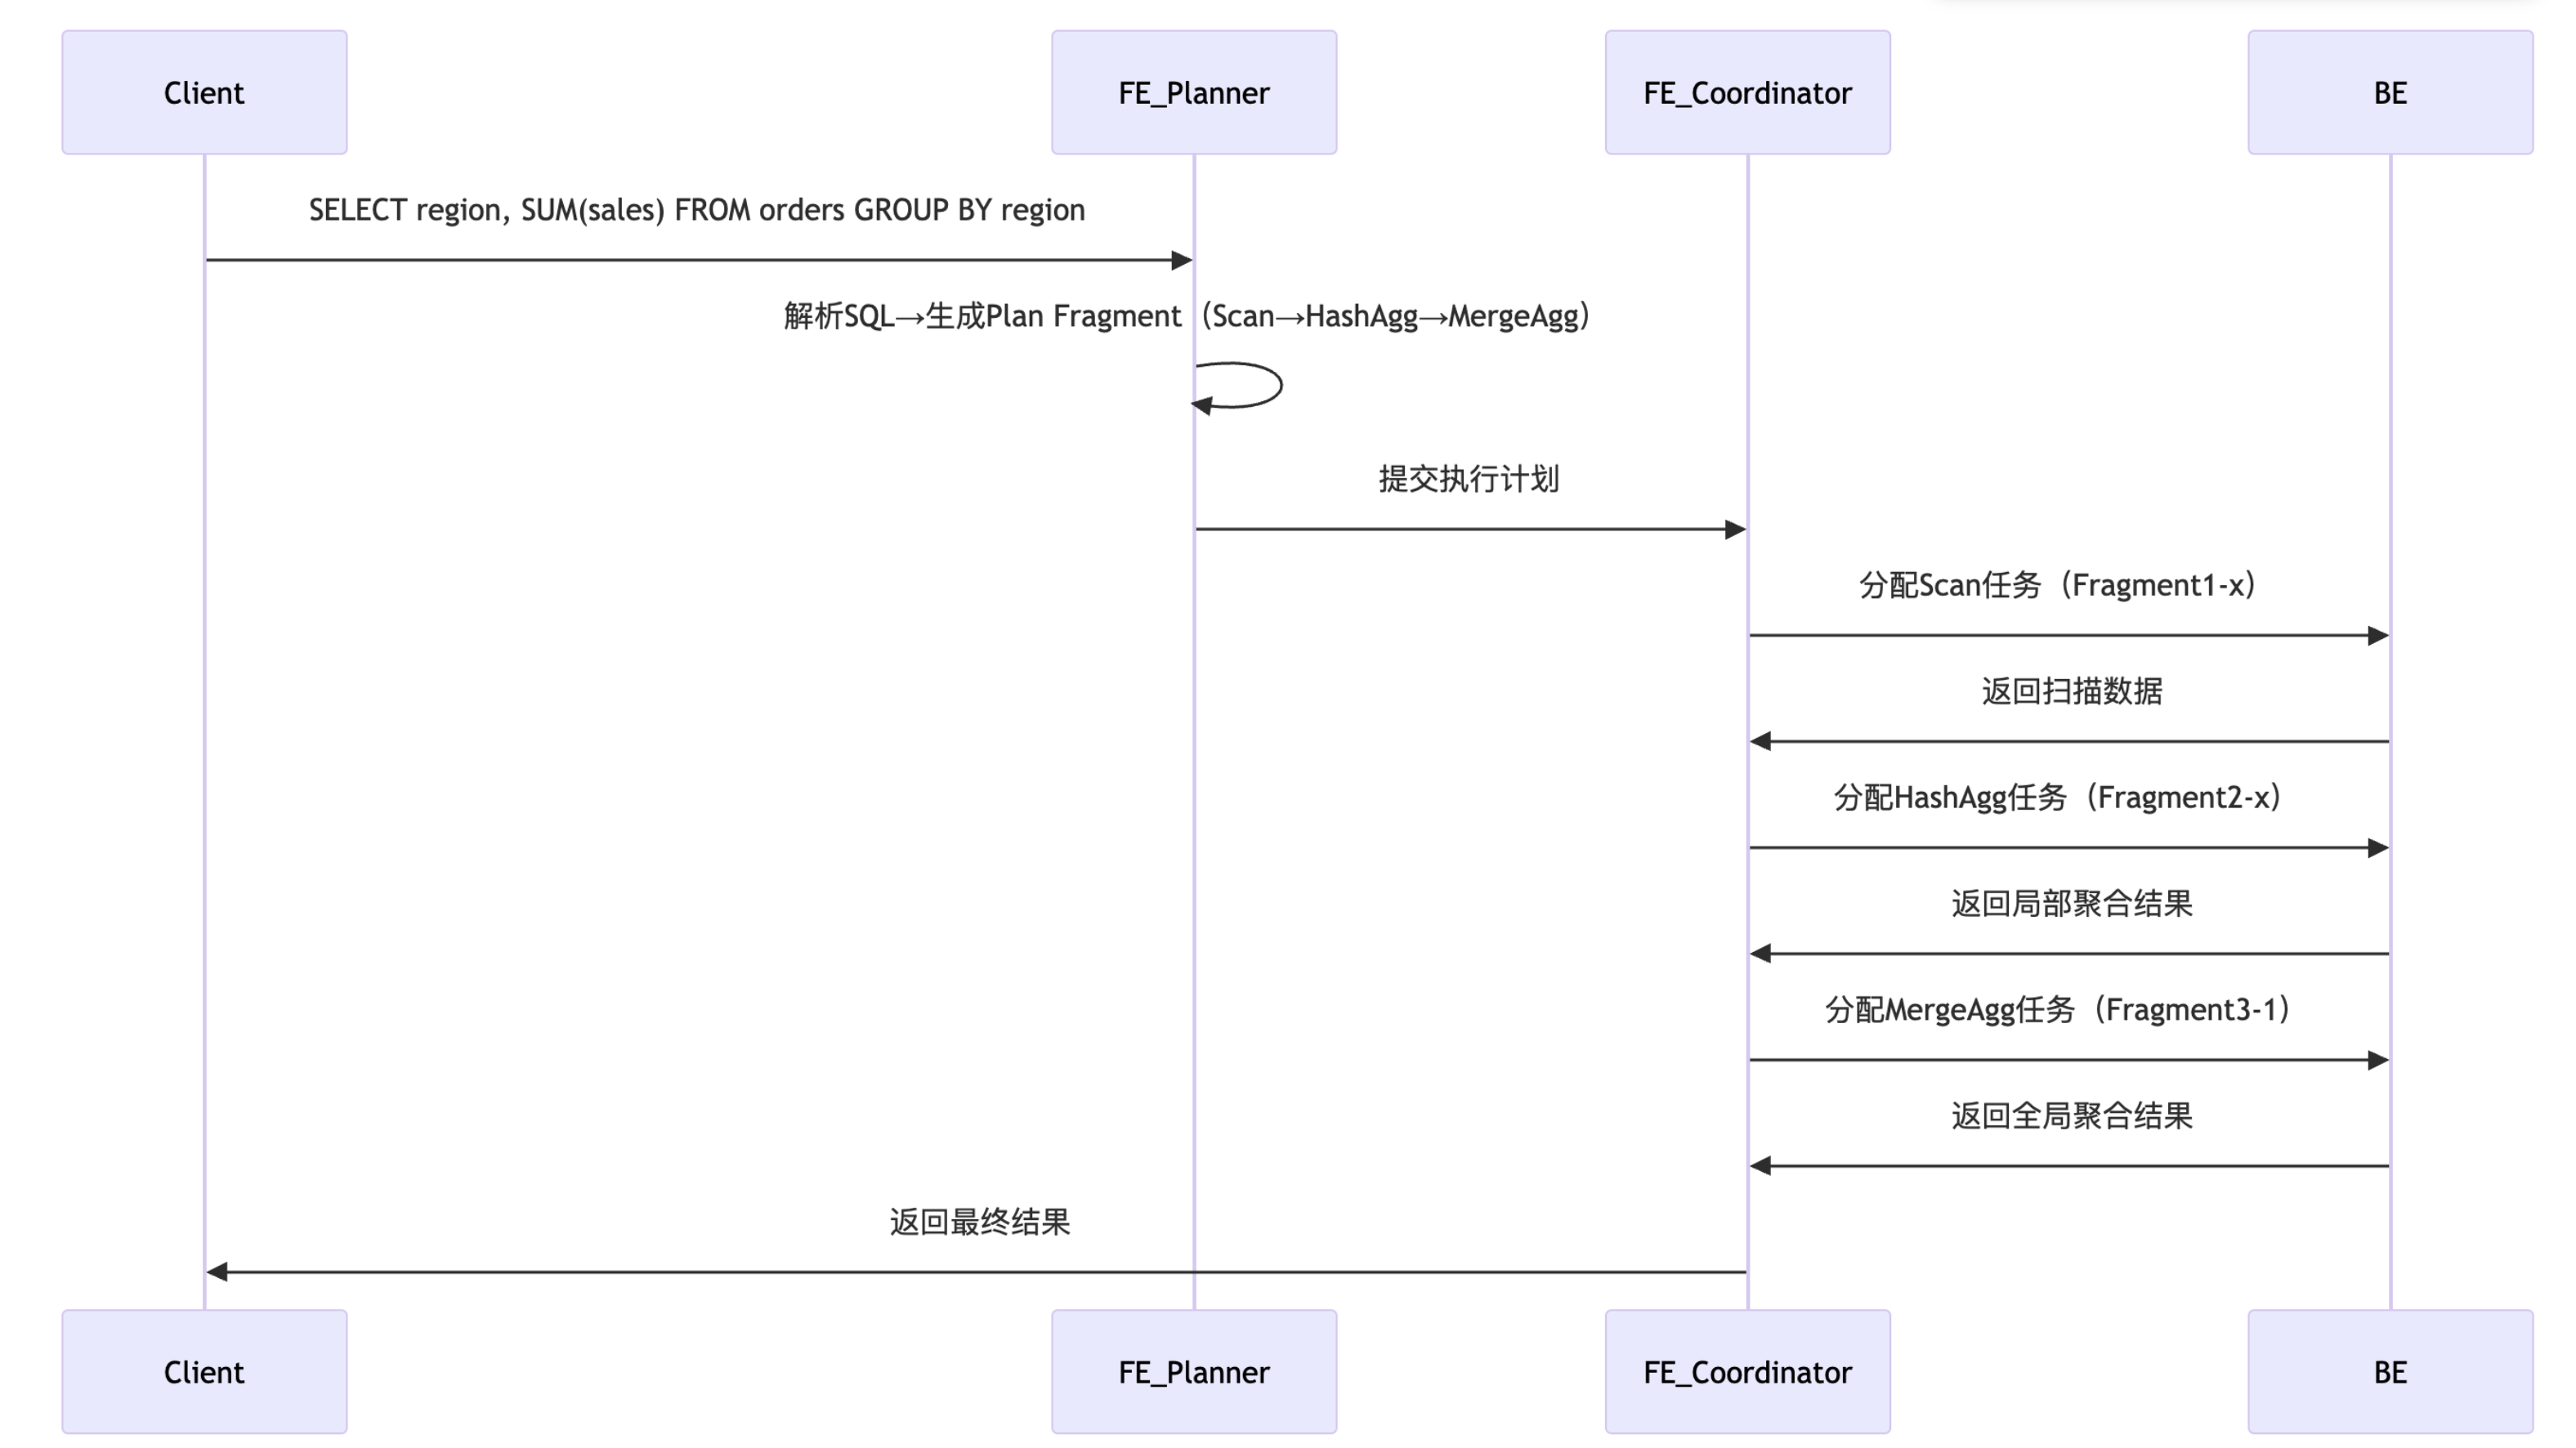 Client
FE_Planner
FE_Coordinator
BE
SELECT region, SUM(sales) FROM orders GROUP BY region
解析SQL→生成Plan Fragment（Scan→HashAgg→MergeAgg）
提交执行计划
分配Scan任务（Fragment1-x）
返回扫描数据
分配HashAgg任务（Fragment2-x）
返回局部聚合结果
分配MergeAgg任务（Fragment3-1）
返回全局聚合结果
返回最终结果
Client
FE_Planner
FE_Coordinator
BE